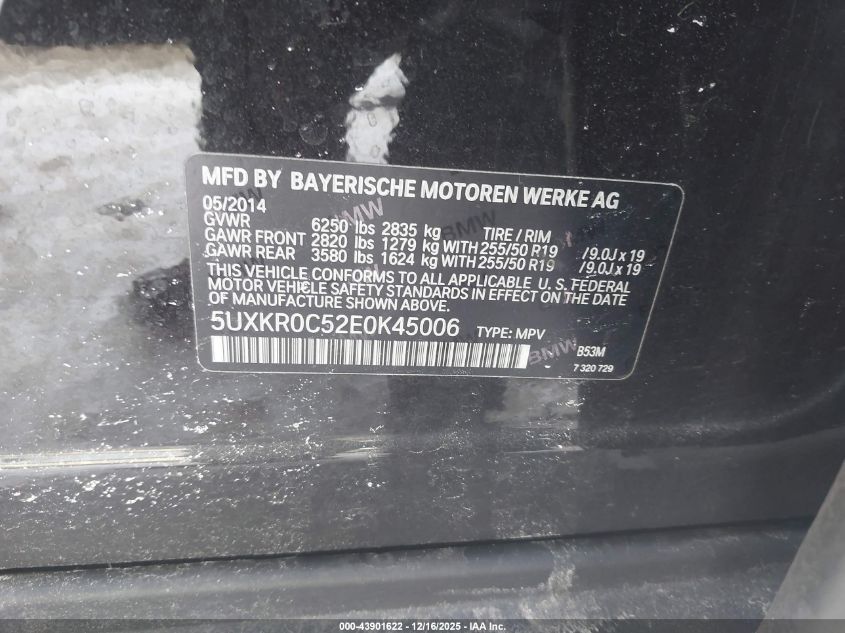 MFD BY BAYERISCHE MOTOREN WERKE AG
05/2014
GVWR 6250 lbs 2835 kg TIRE / RIM
GAWR FRONT 2820 lbs 1279 kg WITH 255/50 R19 /9.0J x 19
GAWR REAR 3580 lbs 1624 kg WITH 255/50 R19 /9.0J x 19
THIS VEHICLE CONFORMS TO ALL APPLICABLE U. S. FEDERAL
MOTOR VEHICLE SAFETY STANDARDS IN EFFECT ON THE DATE OF
MANUFACTURE SHOWN ABOVE.
5UXKR0C52E0K45006 TYPE: MPV
B53M
7 320 729
BMW
BMW
BMW
000-43901622 - 12/16/2025 - IAA Inc.